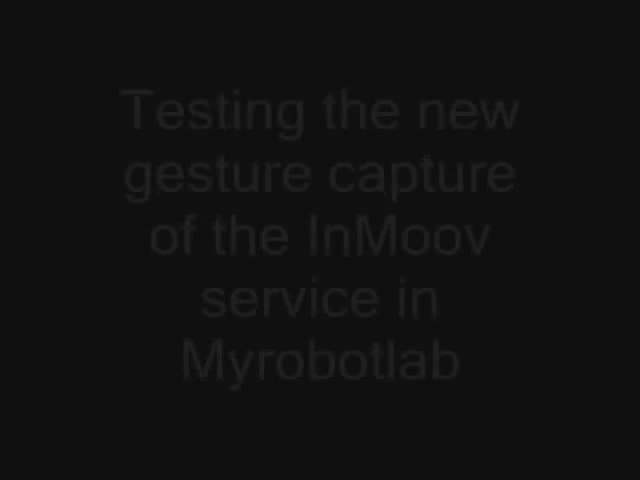 Testing the new
gesture capture
of the InMoov
service in
Myrobotlab